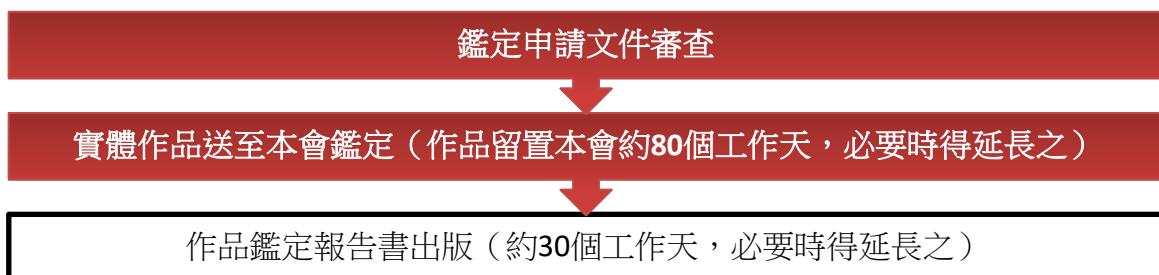 鑑定申請文件審查
實體作品送至本會鑑定（作品留置本會約80個工作天，必要時得延長之）
作品鑑定報告書出版（約30個工作天，必要時得延長之）